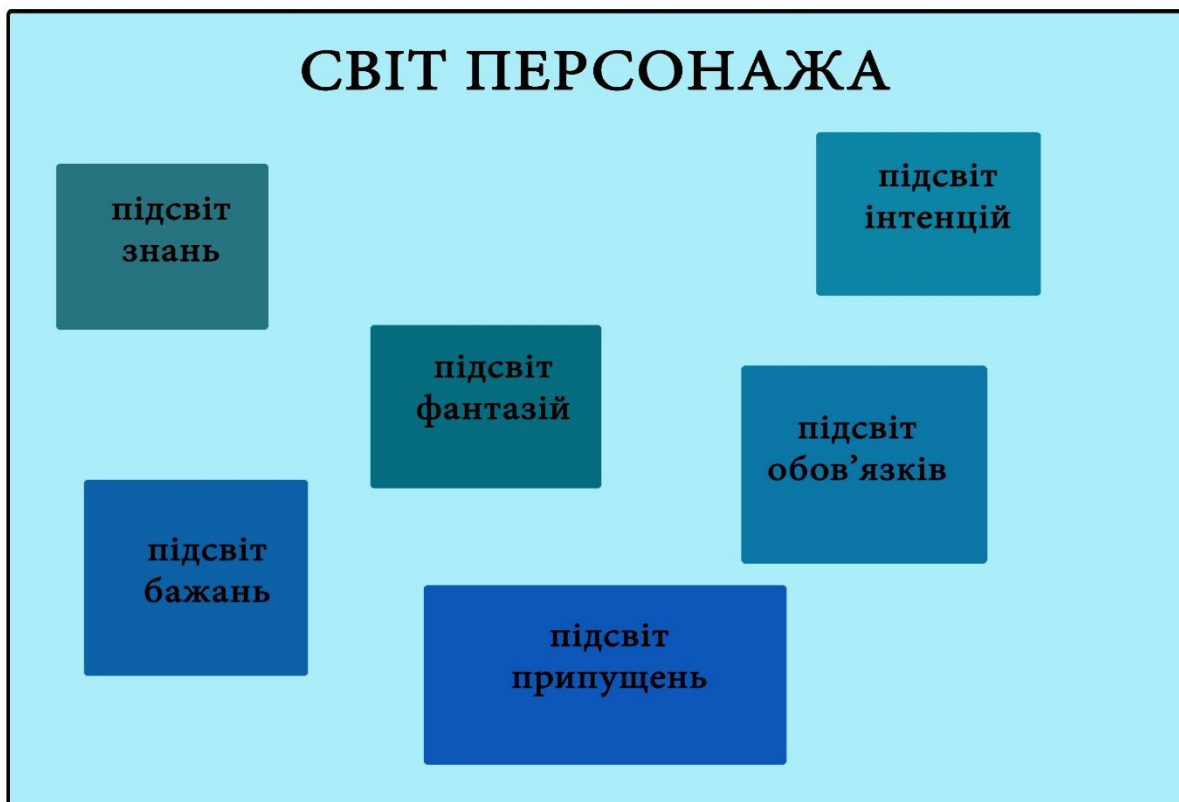 СВІТ ПЕРСОНАЖА
підсвіт
знань
підсвіт
інтенцій
підсвіт
фантазій
підсвіт
обов’язків
підсвіт
бажань
підсвіт
припущень